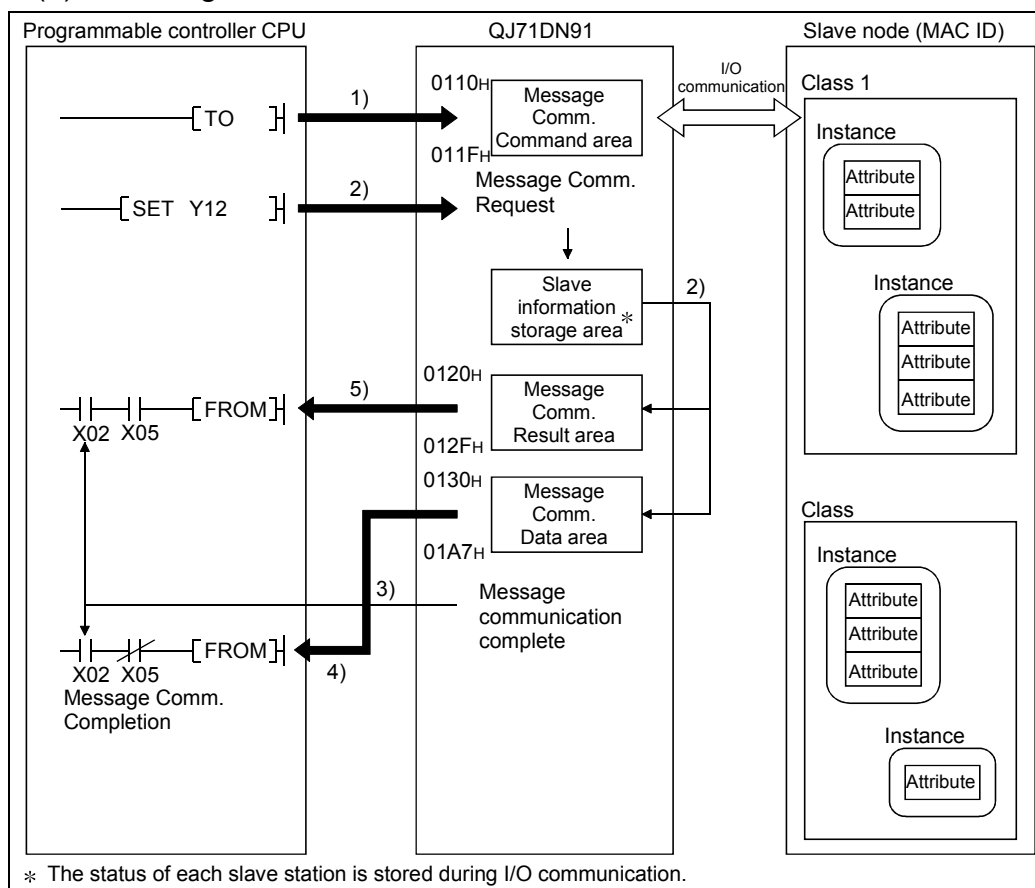 Programmable controller CPU
QJ71DN91
Slave node (MAC ID)
TO
1)
0110H
Message
Comm.
Command area
011FH
I/O
communication
Class 1
Instance
Attribute
Attribute
SET Y12
2)
Message Comm.
Request
Slave
information
storage area*
2)
Instance
Attribute
Attribute
Attribute
X02 X05
FROM
5)
0120H
Message
Comm.
Result area
012FH
0130H
Message
Comm.
Data area
01A7H
Class
Instance
Attribute
Attribute
Attribute
3)
Message
communication
complete
X02 X05
FROM
4)
Message Comm.
Completion
Instance
Attribute
* The status of each slave station is stored during I/O communication.